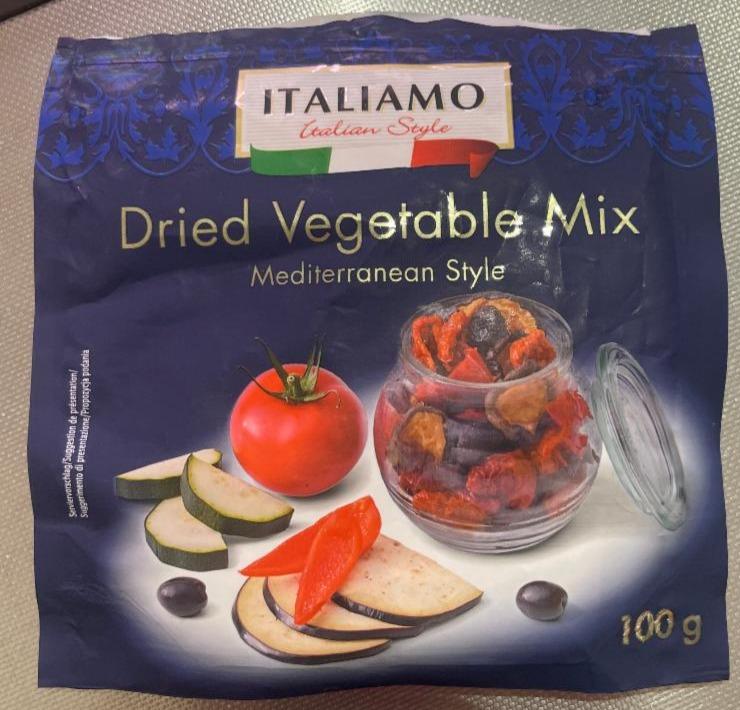 ITALIAMO
Italian Style
Dried Vegetable Mix
Mediterranean Style
Serviervorschlag/Suggestion de présentation/
Suggerimento di presentazione/Propozycja podania
100 g